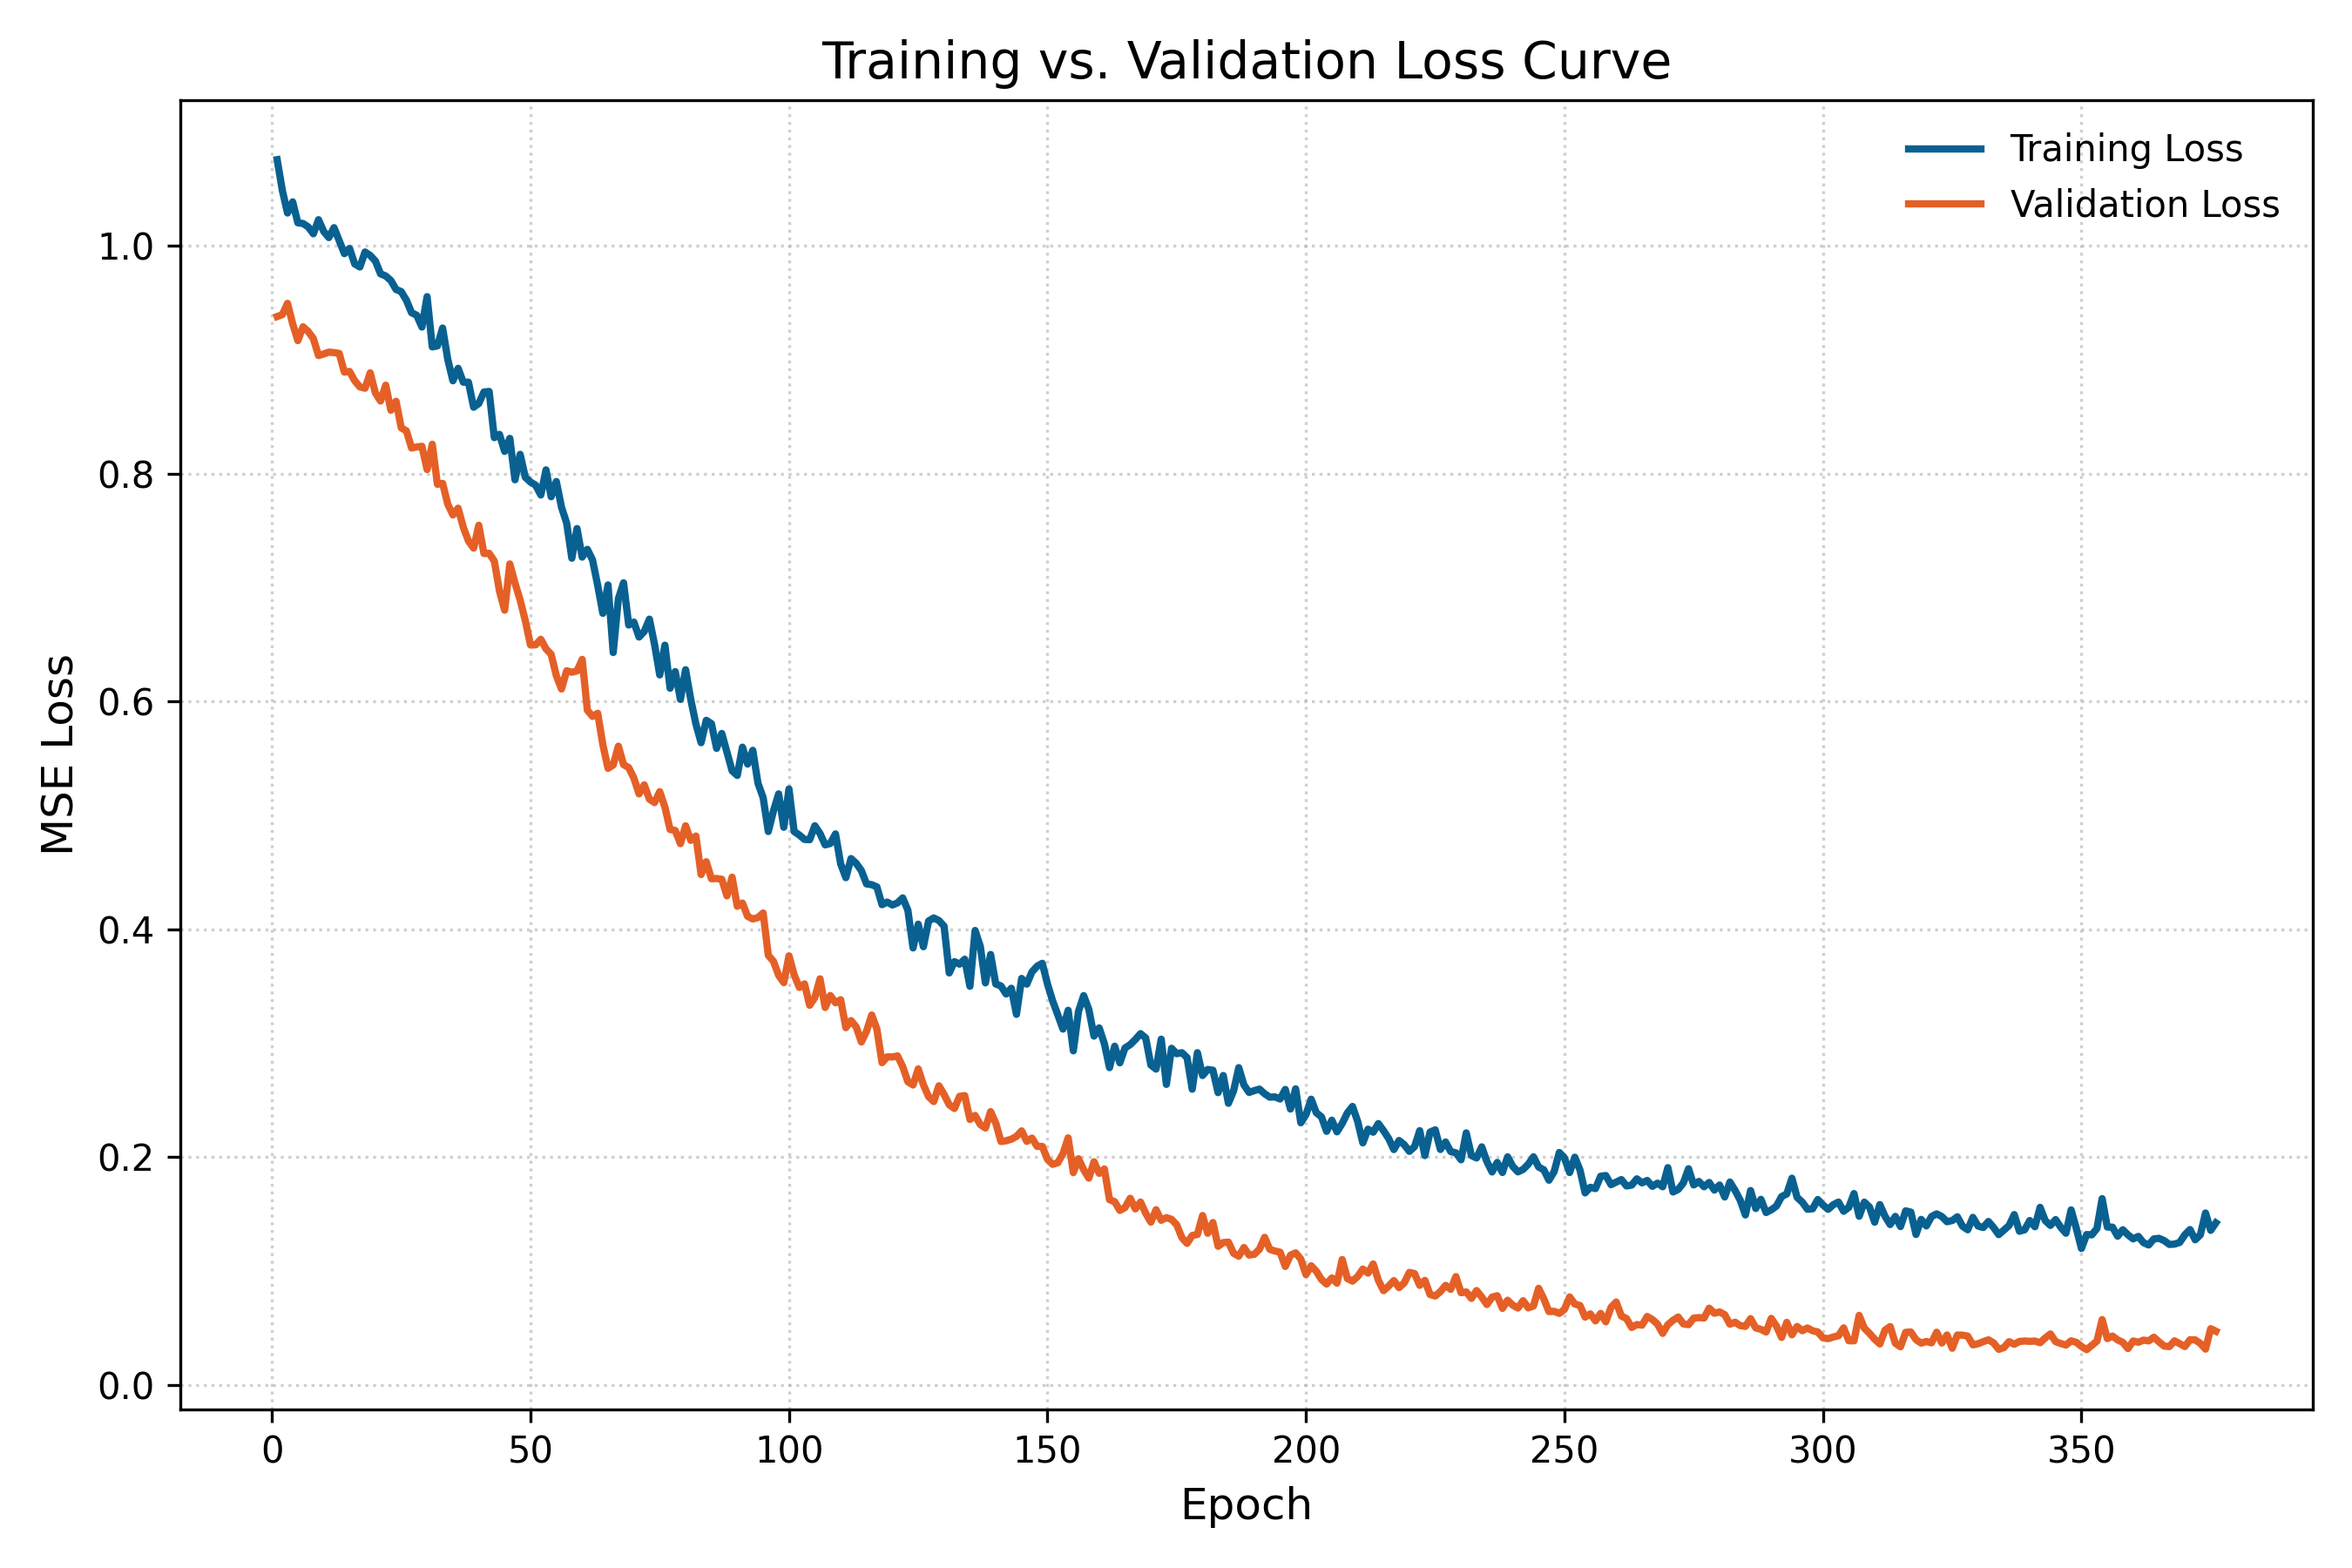 Training vs. Validation Loss Curve
Training Loss
Validation Loss
MSE Loss
1.0
0.8
0.6
0.4
0.2
0.0
0 50 100 150 200 250 300 350
Epoch